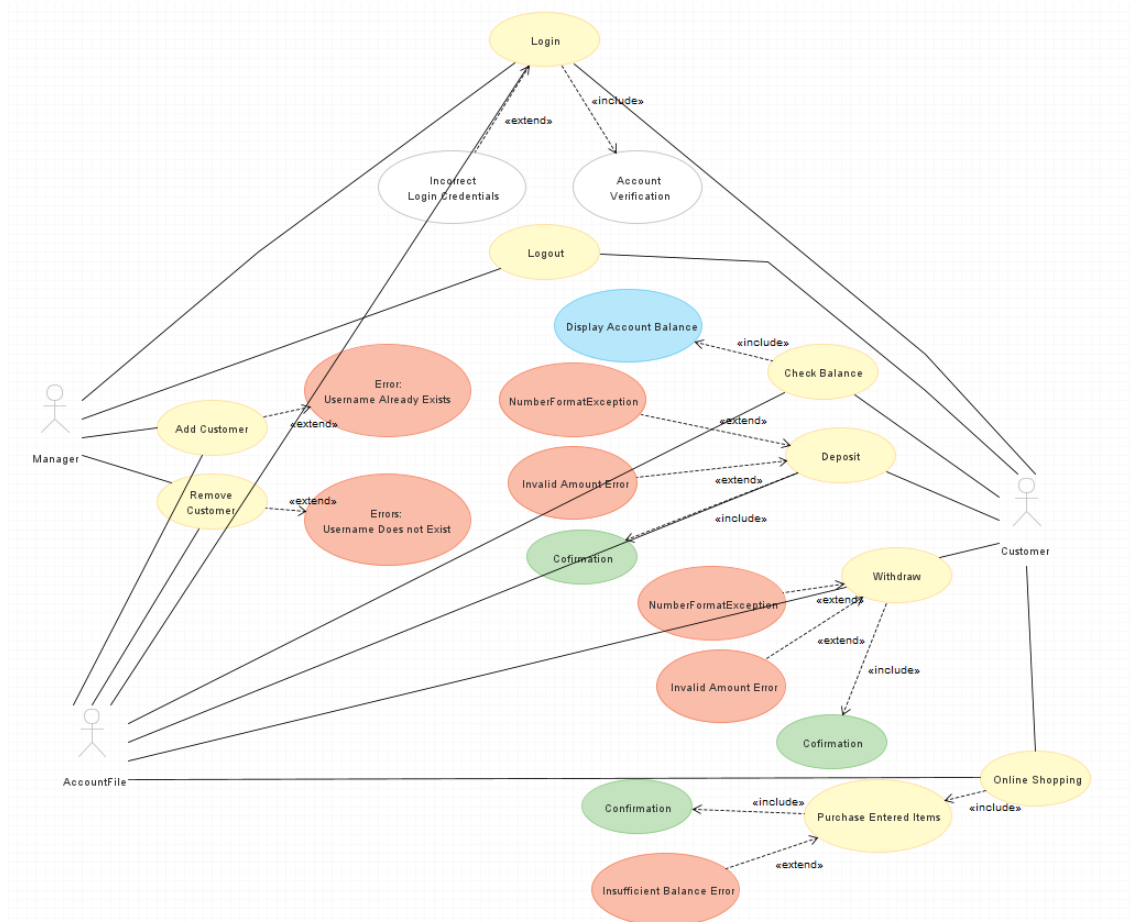 Login
«include»
«extend»
Incorrect
Login Credentials
Account
Verification
Logout
Display Account Balance
«include»
Check Balance
Error:
Username Already Exists
NumberFormatException
«extend»
Add Customer
«extend»
Deposit
Manager
Invalid Amount Error
«extend»
Remove
Customer
«extend»
Errors:
Username Does not Exist
«include»
Cofirmation
Customer
Withdraw
NumberFormatException
«extend»
«extend»
«include»
Invalid Amount Error
Cofirmation
AccountFile
Online Shopping
Confirmation
«include»
«include»
Purchase Entered Items
«extend»
Insufficient Balance Error